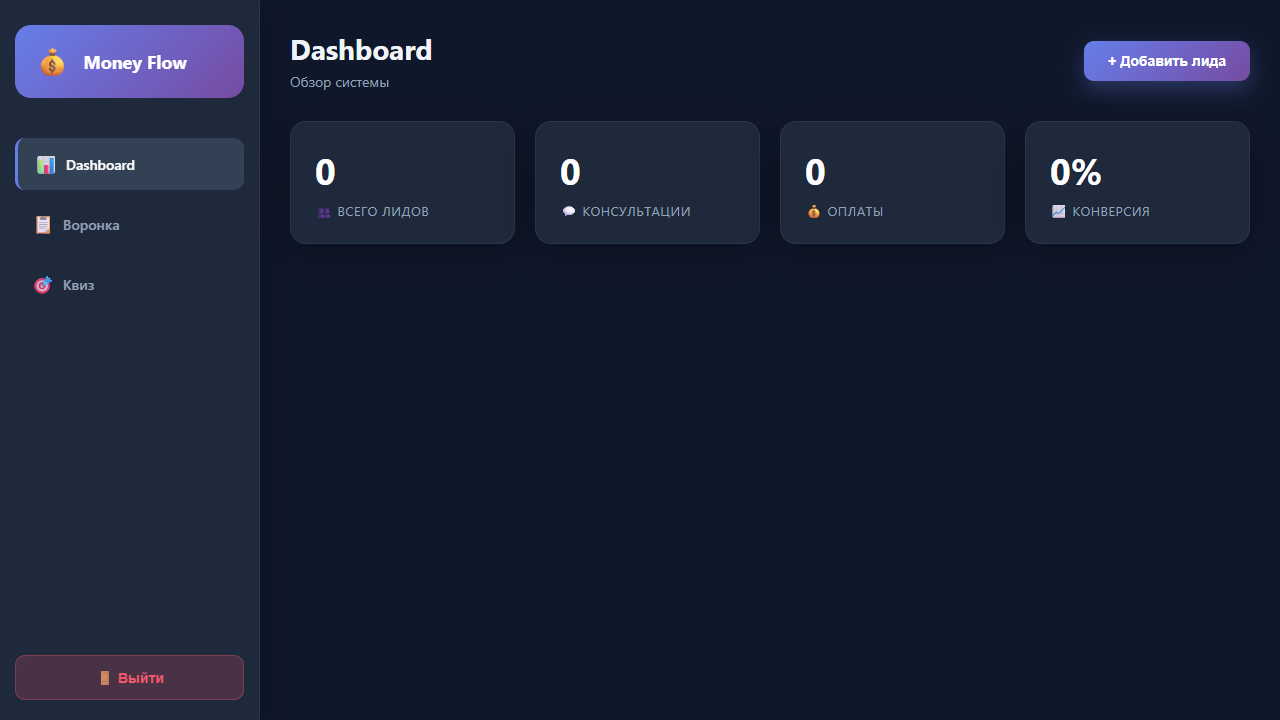 Money Flow
Dashboard
Воронка
Квиз
Выйти
Dashboard
Обзор системы
+ Добавить лида
0
ВСЕГО ЛИДОВ
0
КОНСУЛЬТАЦИИ
0
ОПЛАТЫ
0%
КОНВЕРСИЯ